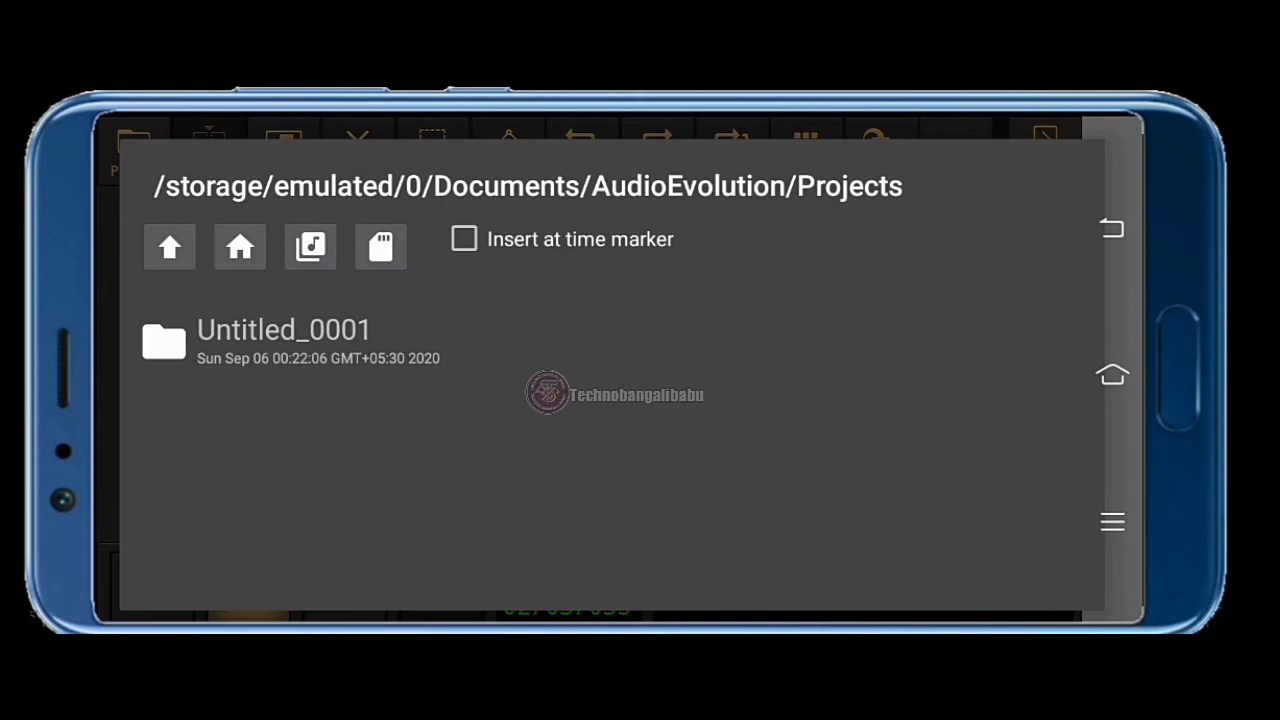 /storage/emulated/0/Documents/AudioEvolution/Projects
Insert at time marker
Untitled_0001
Sun Sep 06 00:22:06 GMT+05:30 2020
Technobangalibabu